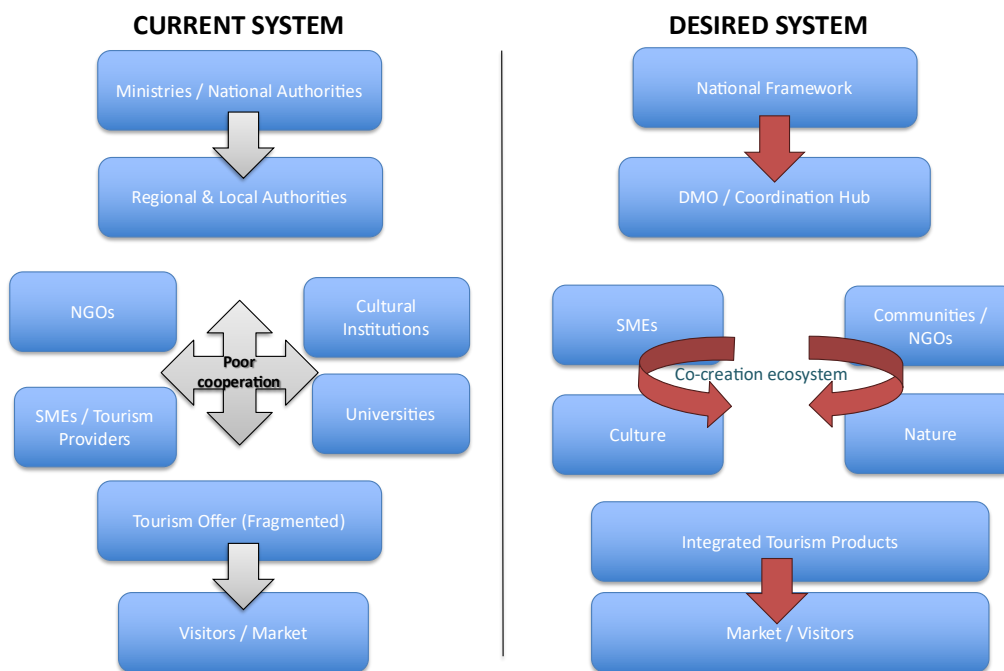 CURRENT SYSTEM
Ministries / National Authorities
Regional & Local Authorities
NGOs
Cultural
Institutions
Poor
cooperation
SMEs / Tourism
Providers
Universities
Tourism Offer (Fragmented)
Visitors / Market
DESIRED SYSTEM
National Framework
DMO / Coordination Hub
SMEs
Communities /
NGOs
Co-creation ecosystem
Culture
Nature
Integrated Tourism Products
Market / Visitors